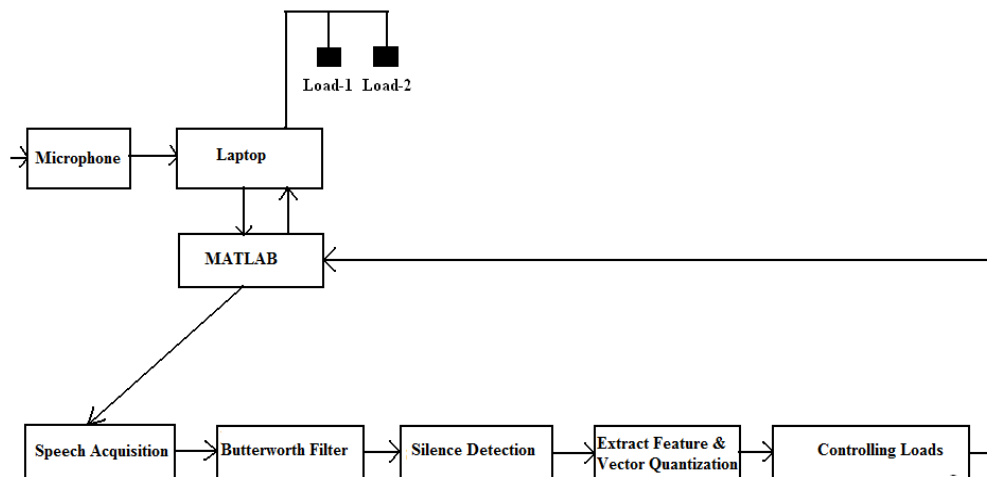 Load-1 Load-2
Microphone
Laptop
MATLAB
Speech Acquisition
Butterworth Filter
Silence Detection
Extract Feature &
Vector Quantization
Controlling Loads